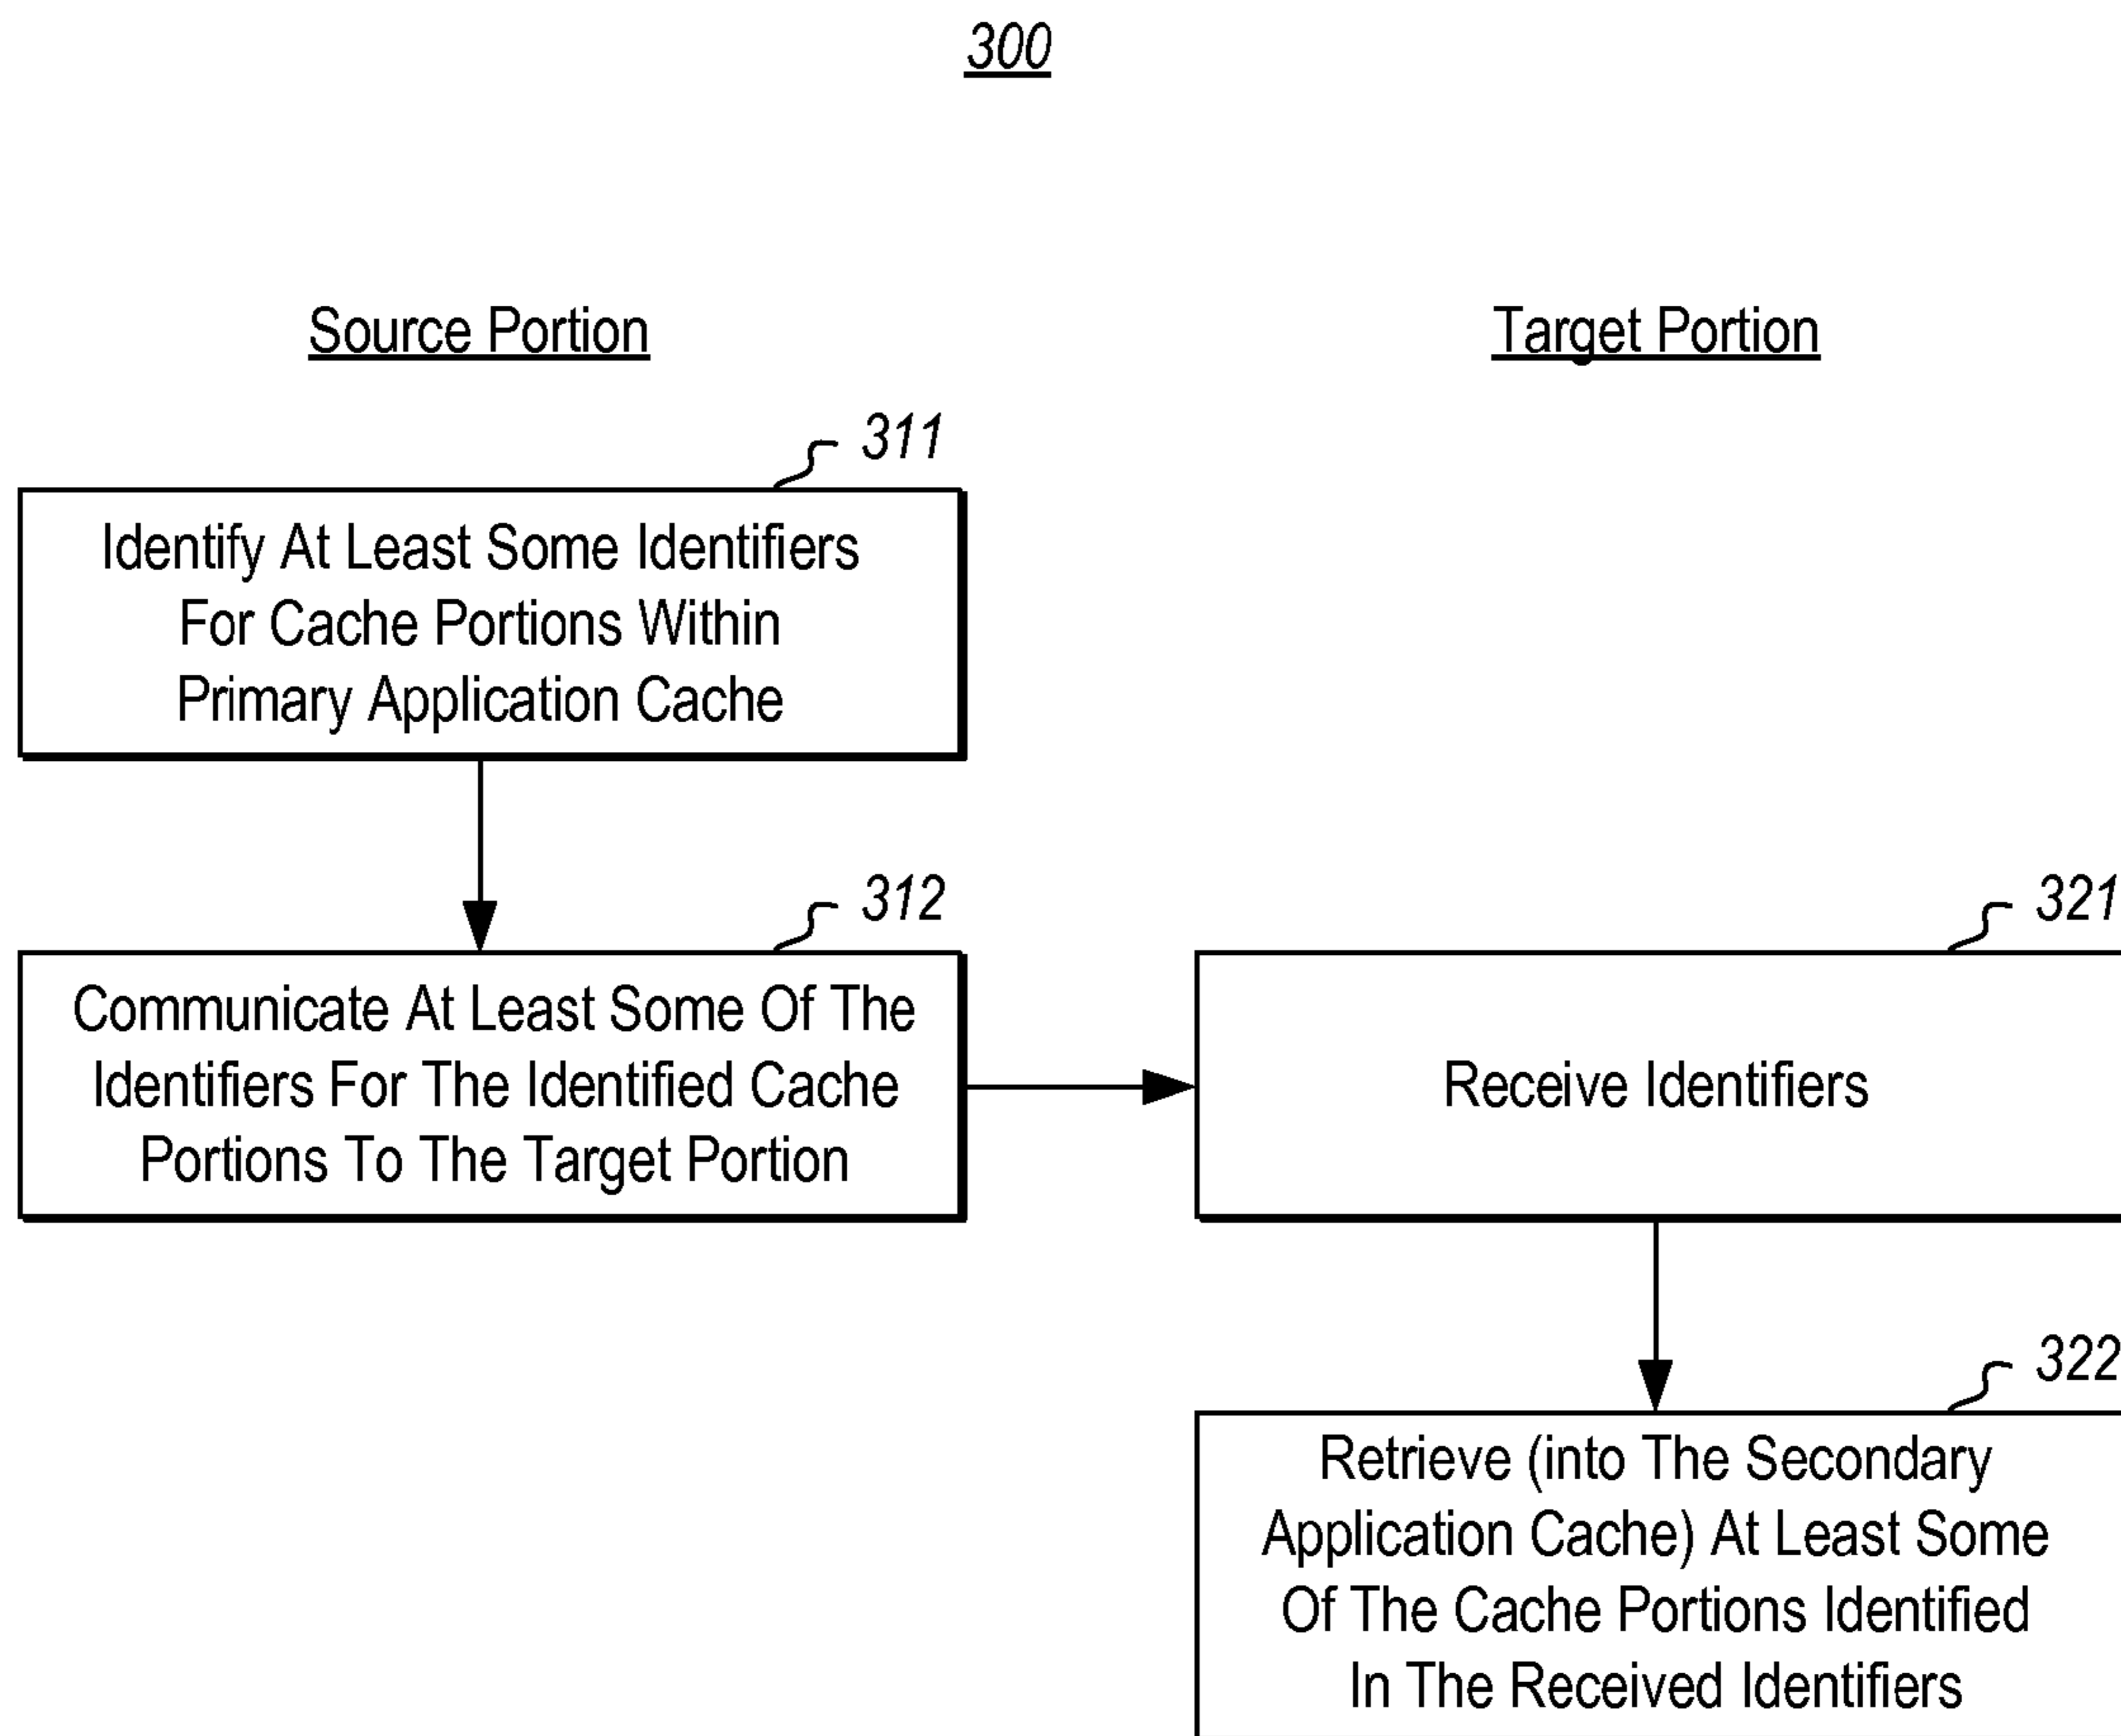 300
Source Portion
Target Portion
311
Identify At Least Some Identifiers
For Cache Portions Within
Primary Application Cache
312
Communicate At Least Some Of The
Identifiers For The Identified Cache
Portions To The Target Portion
321
Receive Identifiers
322
Retrieve (into The Secondary
Application Cache) At Least Some
Of The Cache Portions Identified
In The Received Identifiers